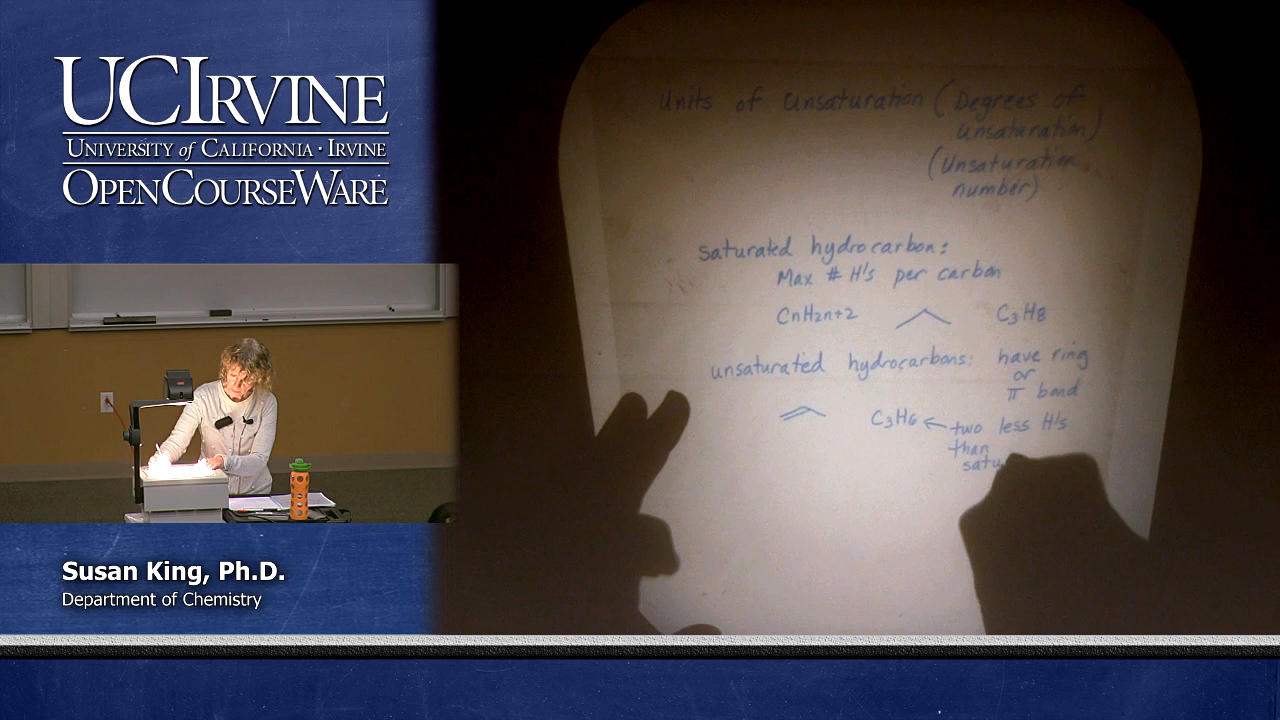 UCIRVINE
UNIVERSITY of CALIFORNIA · IRVINE
OPENCOURSEWARE
Susan King, Ph.D.
Department of Chemistry
Units of Unsaturation (Degrees of
unsaturation)
(Unsaturation
number)
saturated hydrocarbon:
Max # H's per carbon
CnH2n+2 C3H8
unsaturated hydrocarbons: have ring
or
π bond
C3H6 ← two less H's
than
satu